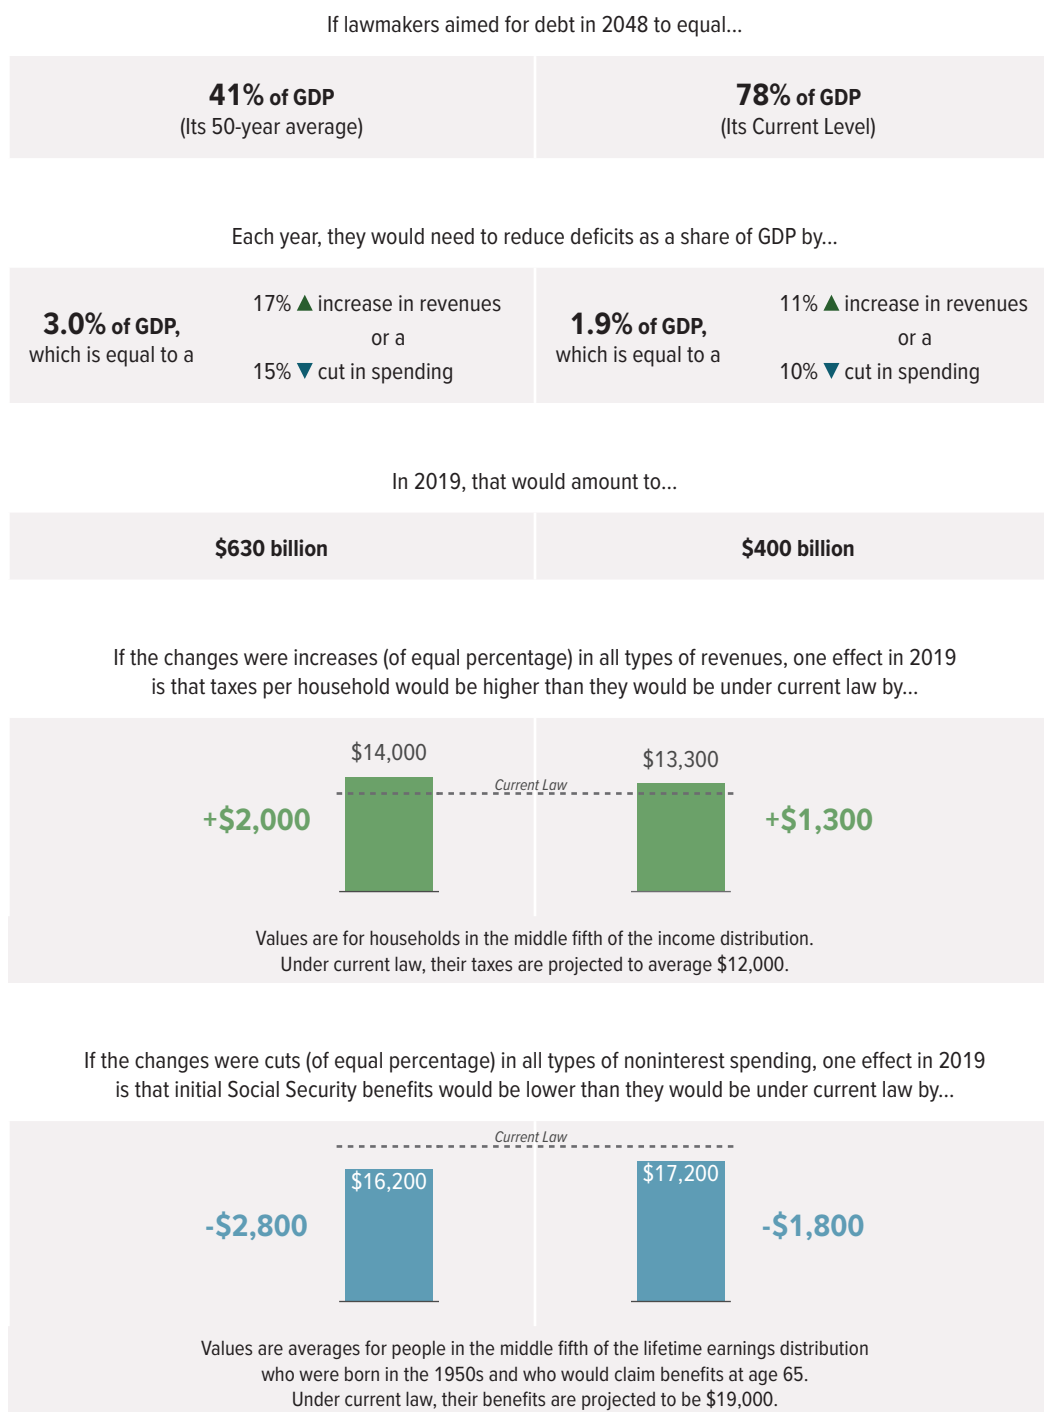 If lawmakers aimed for debt in 2048 to equal...
41% of GDP
(Its 50-year average)
78% of GDP
(Its Current Level)
Each year, they would need to reduce deficits as a share of GDP by...
3.0% of GDP,
which is equal to a
17% ▲ increase in revenues
or a
15% ▼ cut in spending
1.9% of GDP,
which is equal to a
11% ▲ increase in revenues
or a
10% ▼ cut in spending
In 2019, that would amount to...
$630 billion
$400 billion
If the changes were increases (of equal percentage) in all types of revenues, one effect in 2019
is that taxes per household would be higher than they would be under current law by...
$14,000
$13,300
Current Law
+$2,000
+$1,300
Values are for households in the middle fifth of the income distribution.
Under current law, their taxes are projected to average $12,000.
If the changes were cuts (of equal percentage) in all types of noninterest spending, one effect in 2019
is that initial Social Security benefits would be lower than they would be under current law by...
Current Law
$16,200
$17,200
-$2,800
-$1,800
Values are averages for people in the middle fifth of the lifetime earnings distribution
who were born in the 1950s and who would claim benefits at age 65.
Under current law, their benefits are projected to be $19,000.